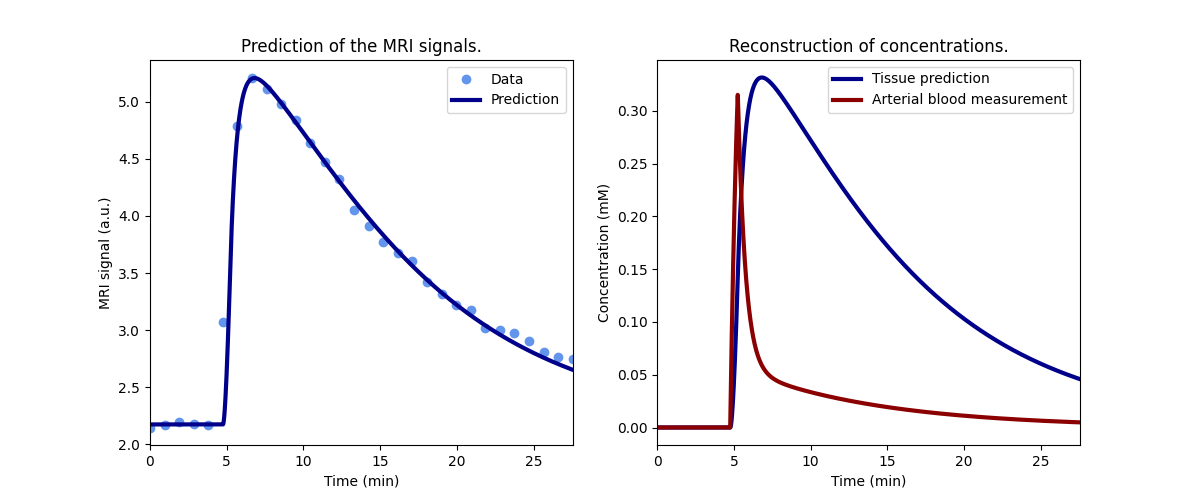 Prediction of the MRI signals.
Data
Prediction
5.0
4.5
4.0
3.5
3.0
2.5
2.0
MRI signal (a.u.)
0 5 10 15 20 25
Time (min)
Reconstruction of concentrations.
Tissue prediction
Arterial blood measurement
0.30
0.25
0.20
0.15
0.10
0.05
0.00
Concentration (mM)
0 5 10 15 20 25
Time (min)